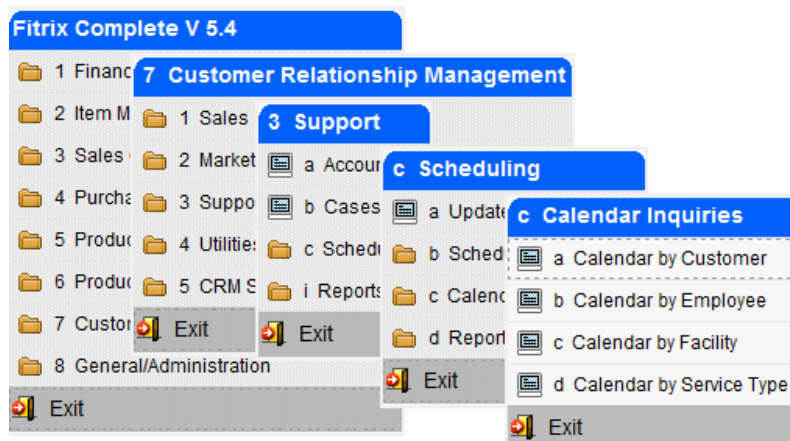 Fitrix Complete V 5.4
1 Financ
2 Item M
3 Sales
4 Purcha
5 Produc
6 Produc
7 Custor
8 General/Administration
Exit
7 Customer Relationship Management
1 Sales
2 Market
3 Suppo
4 Utilities
5 CRM S
Exit
3 Support
a Accour
b Cases
c Schedu
i Reports
Exit
c Scheduling
a Update
b Sched
c Calenc
d Report
Exit
c Calendar Inquiries
a Calendar by Customer
b Calendar by Employee
c Calendar by Facility
d Calendar by Service Type
Exit